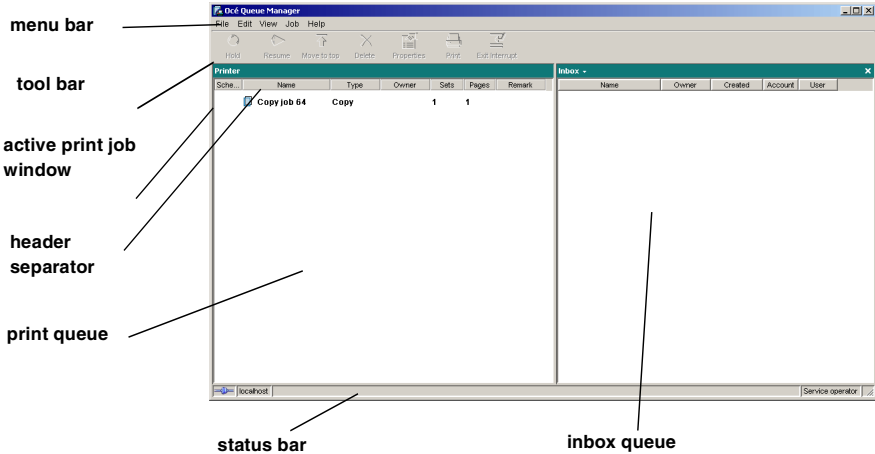 Océ Queue Manager
menu bar
File Edit View Job Help
Hold Resume Move to top Delete Properties Print Exit Interrupt
tool bar
Printer
Inbox
Sche... Name Type Owner Sets Pages Remark
Name Owner Created Account User
Copy job 64 Copy 1 1
active print job
window
header
separator
print queue
localhost
Service operator
status bar
inbox queue